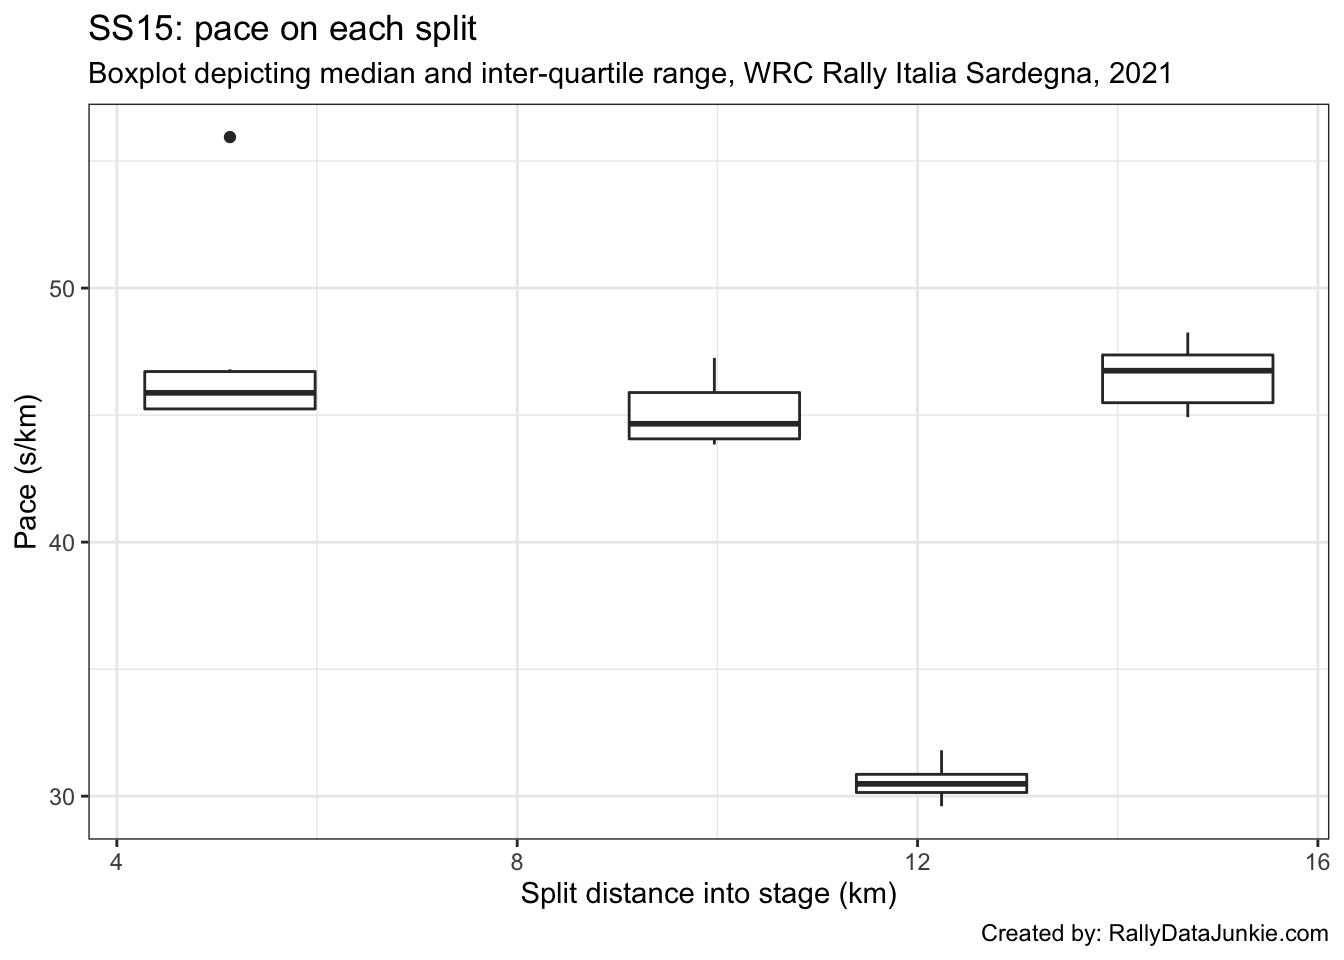 SS15: pace on each split
Boxplot depicting median and inter-quartile range, WRC Rally Italia Sardegna, 2021
Pace (s/km)
50
40
30
4 8 12 16
Split distance into stage (km)
Created by: RallyDataJunkie.com